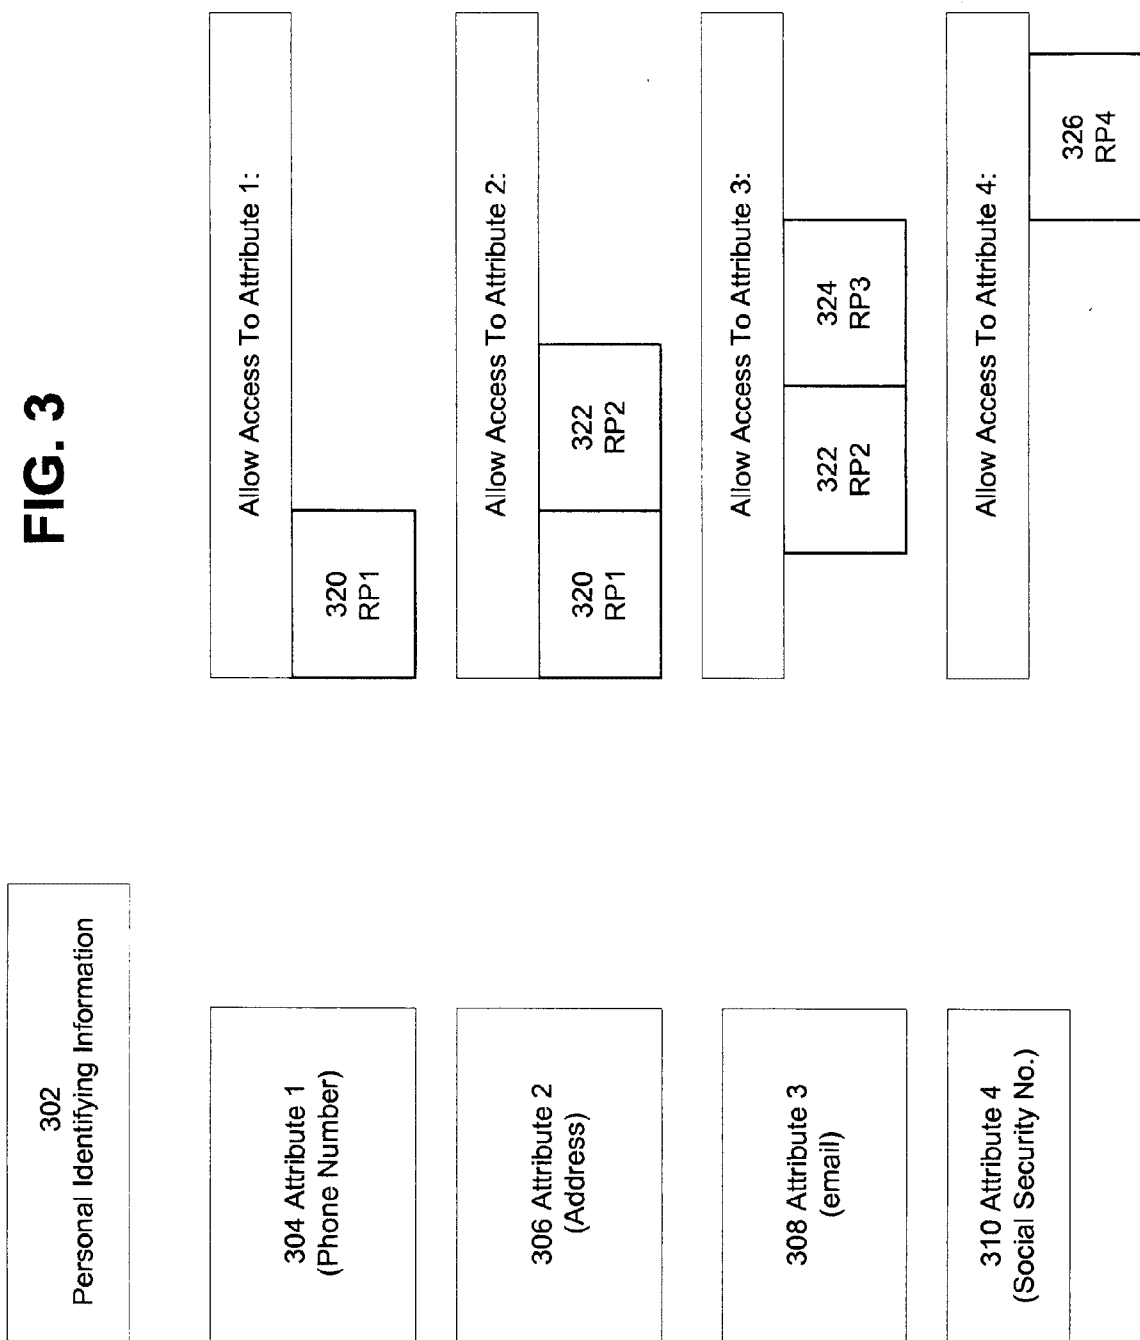 FIG. 3
302
Personal Identifying Information
304 Attribute 1
(Phone Number)
Allow Access To Attribute 1:
320
RP1
306 Attribute 2
(Address)
Allow Access To Attribute 2:
320
RP1
322
RP2
308 Attribute 3
(email)
Allow Access To Attribute 3:
322
RP2
324
RP3
310 Attribute 4
(Social Security No.)
Allow Access To Attribute 4:
326
RP4